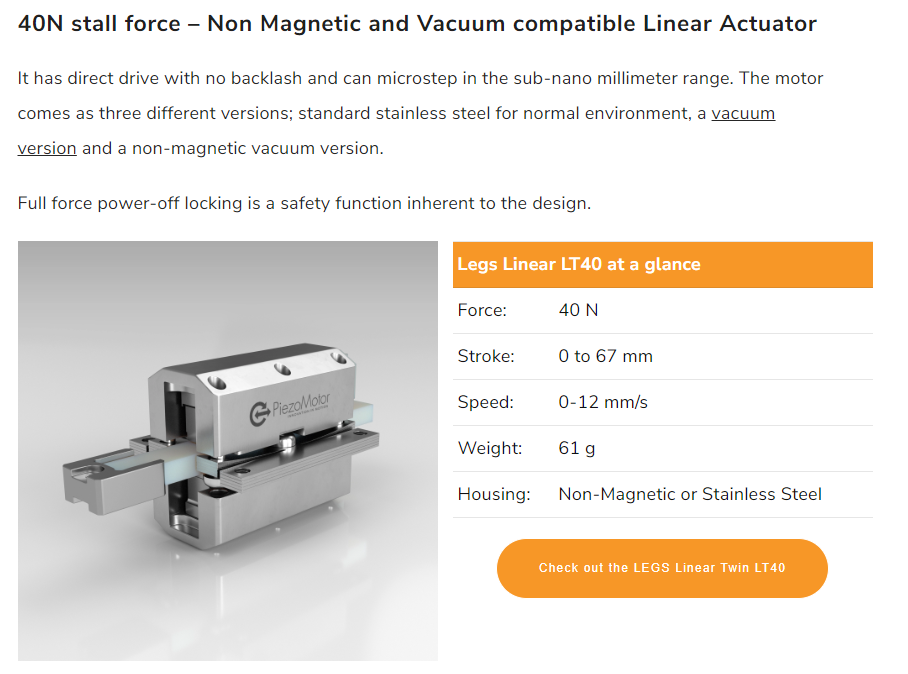 40N stall force – Non Magnetic and Vacuum compatible Linear Actuator
It has direct drive with no backlash and can microstep in the sub-nano millimeter range. The motor
comes as three different versions; standard stainless steel for normal environment, a vacuum
version and a non-magnetic vacuum version.
Full force power-off locking is a safety function inherent to the design.
PiezoMotor
Legs Linear LT40 at a glance
Force: 40 N
Stroke: 0 to 67 mm
Speed: 0-12 mm/s
Weight: 61 g
Housing: Non-Magnetic or Stainless Steel
Check out the LEGS Linear Twin LT40